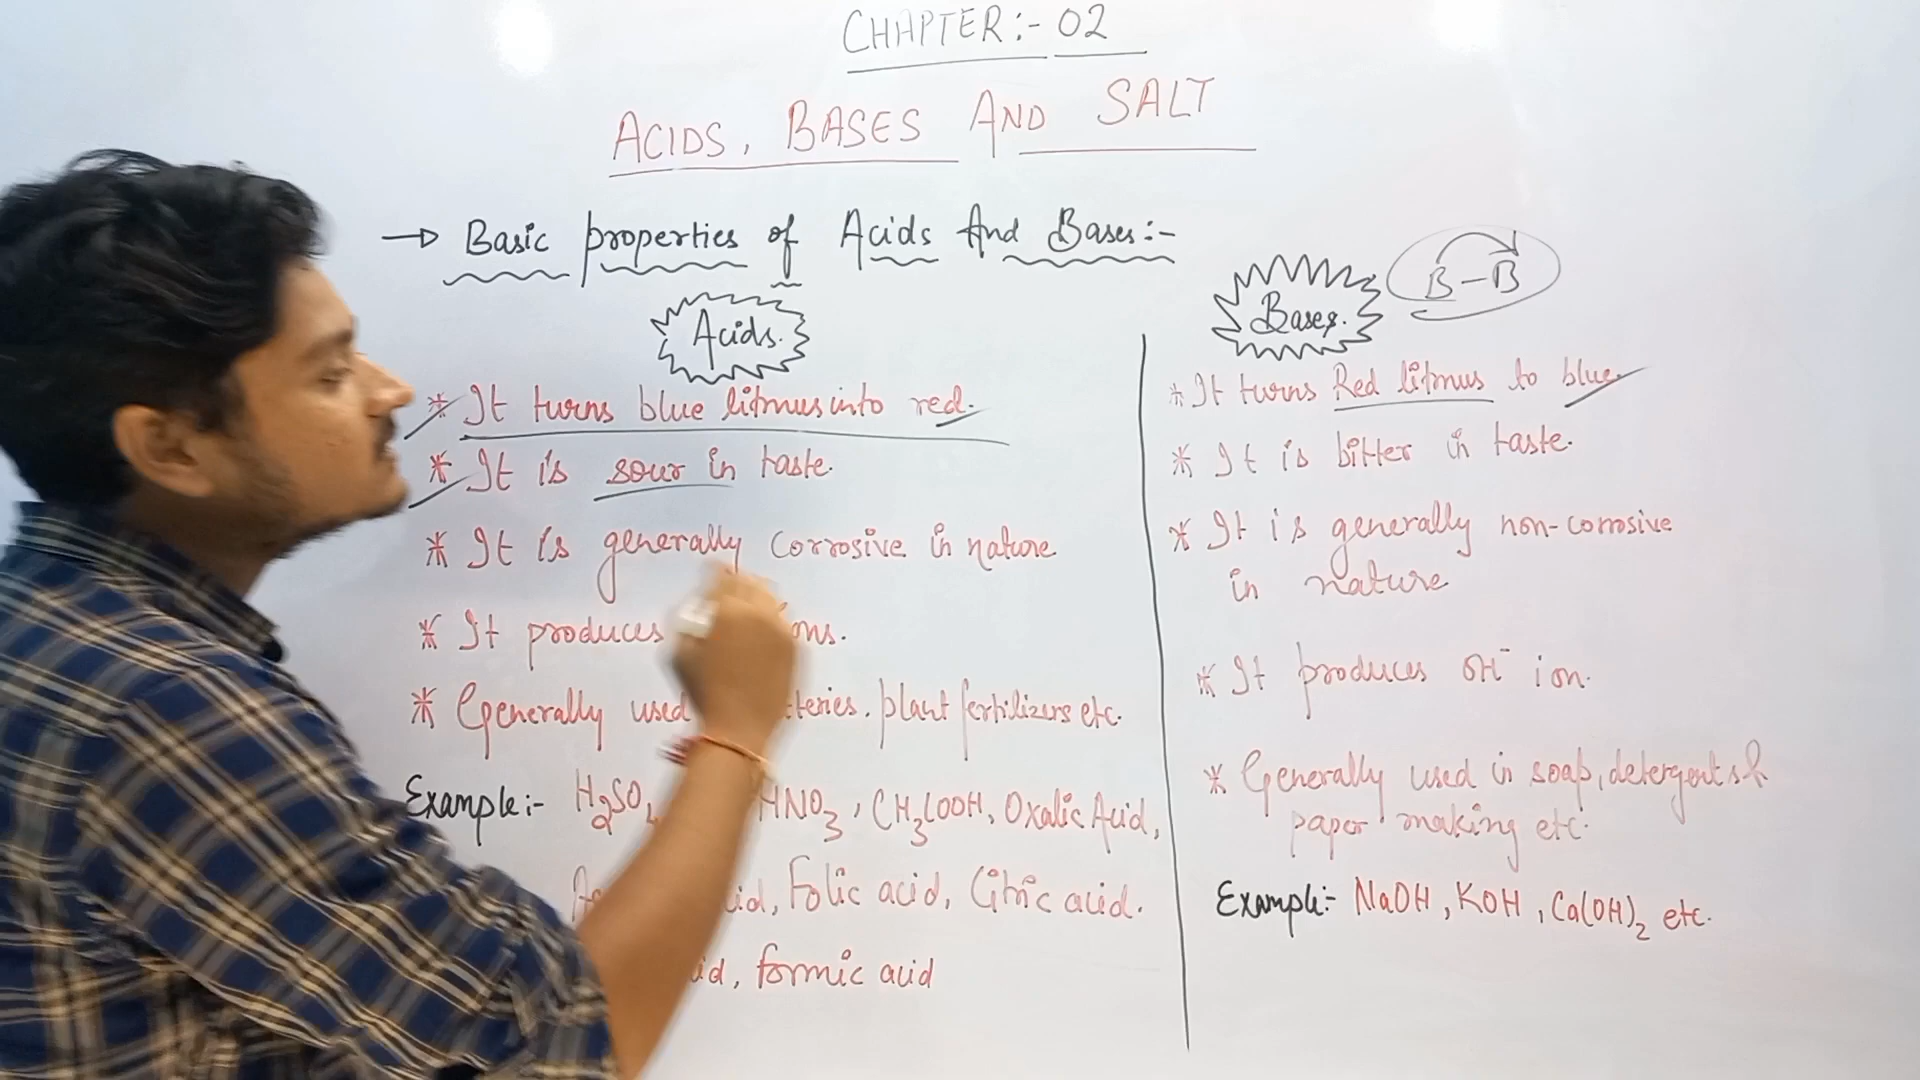 CHAPTER:- 02
ACIDS, BASES AND SALT
→ Basic properties of Acids And Bases:-
Acids.
* It turns blue litmus into red.
* It is sour in taste.
* It is generally corrosive in nature
* It produces ons.
* Generally used tteries, plant fertilizers etc.
Example:- H2SO HNO3, CH3COOH, Oxalic Acid,
id, Folic acid, Citric acid.
id, formic acid
Bases.
B-B
* It turns Red litmus to blue.
* It is bitter in taste.
* It is generally non-corrosive
in nature
* It produces OH⁻ ion.
* Generally used in soap, detergents &
paper making etc.
Example:- NaOH, KOH, Ca(OH)2 etc.